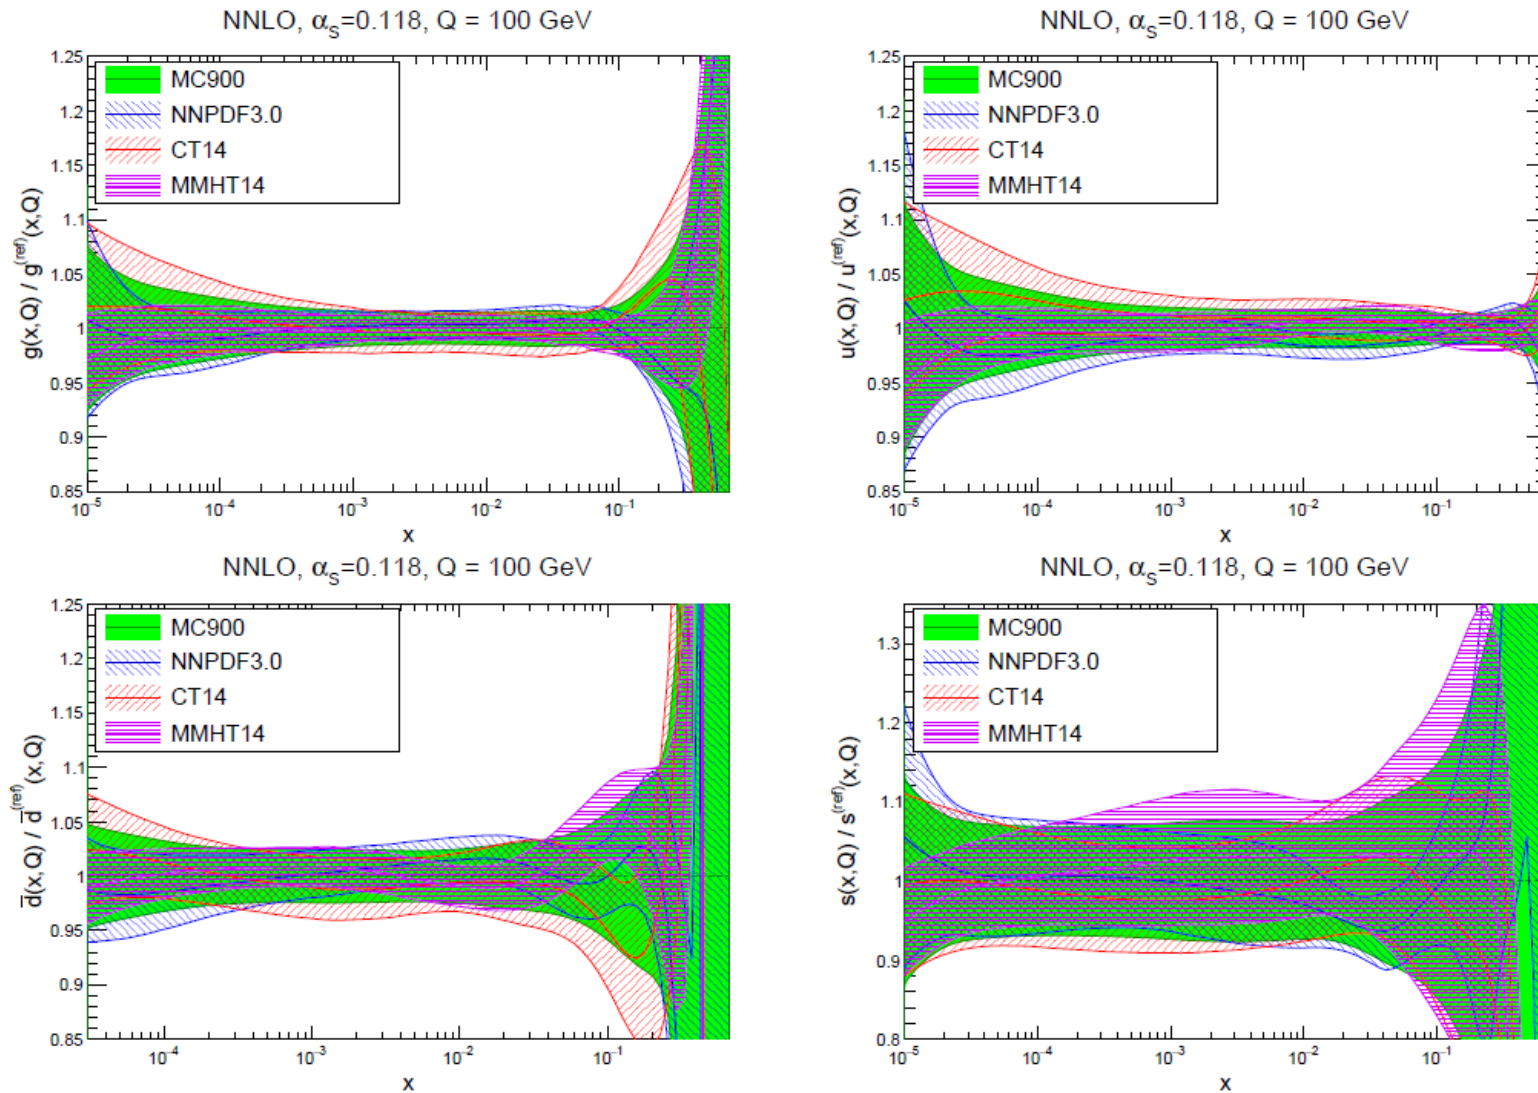 NNLO, αS=0.118, Q = 100 GeV
g(x,Q) / g(ref)(x,Q)
1.25
1.2
1.15
1.1
1.05
1
0.95
0.9
0.85
MC900
NNPDF3.0
CT14
MMHT14
10−5
10−4
10−3
10−2
10−1
x
NNLO, αS=0.118, Q = 100 GeV
u(x,Q) / u(ref)(x,Q)
1.25
1.2
1.15
1.1
1.05
1
0.95
0.9
0.85
MC900
NNPDF3.0
CT14
MMHT14
10−5
10−4
10−3
10−2
10−1
x
NNLO, αS=0.118, Q = 100 GeV
d̅(x,Q) / d̅(ref)(x,Q)
1.25
1.2
1.15
1.1
1.05
1
0.95
0.9
0.85
MC900
NNPDF3.0
CT14
MMHT14
10−4
10−3
10−2
10−1
x
NNLO, αS=0.118, Q = 100 GeV
s(x,Q) / s(ref)(x,Q)
1.3
1.2
1.1
1
0.9
0.8
MC900
NNPDF3.0
CT14
MMHT14
10−5
10−4
10−3
10−2
10−1
x